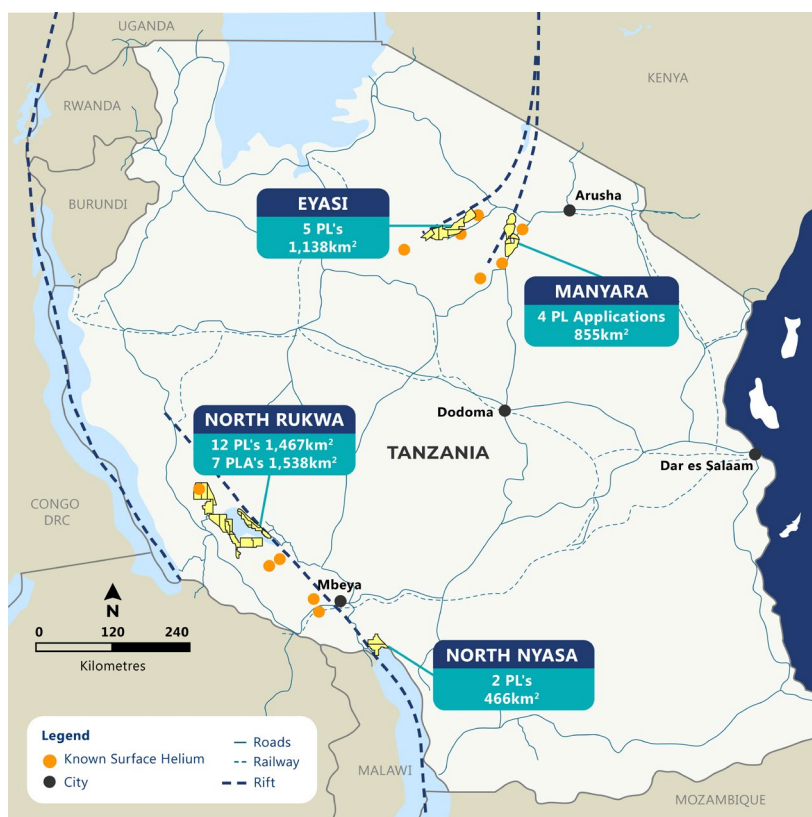 UGANDA
KENYA
RWANDA
BURUNDI
EYASI
5 PL's
1,138km²
Arusha
MANYARA
4 PL Applications
855km²
NORTH RUKWA
12 PL's 1,467km²
7 PLA's 1,538km²
Dodoma
TANZANIA
Dar es Salaam
CONGO
DRC
Mbeya
N
0 120 240
Kilometres
NORTH NYASA
2 PL's
466km²
Legend
Known Surface Helium
City
Roads
Railway
Rift
MALAWI
MOZAMBIQUE